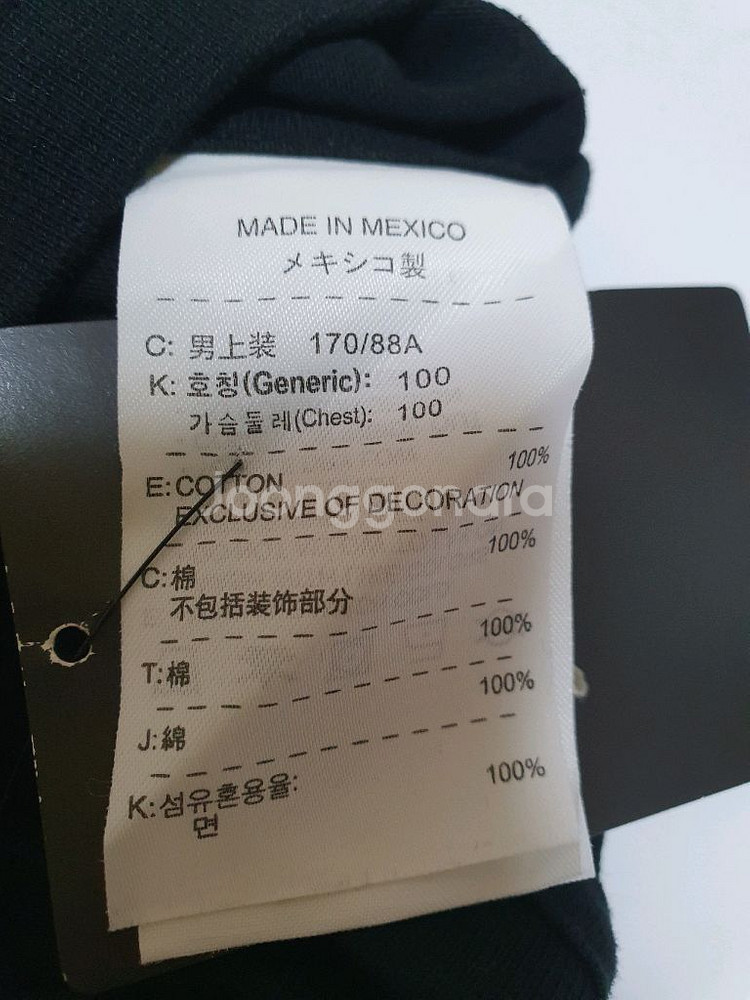 MADE IN MEXICO
メキシコ製
C: 男上装 170/88A
K: 호칭(Generic): 100
가슴둘레(Chest): 100
E: COTTON 100%
EXCLUSIVE OF DECORATION
joonggonara
C: 棉 100%
不包括装饰部分
T: 棉 100%
J: 綿 100%
K: 섬유혼용율:
면 100%